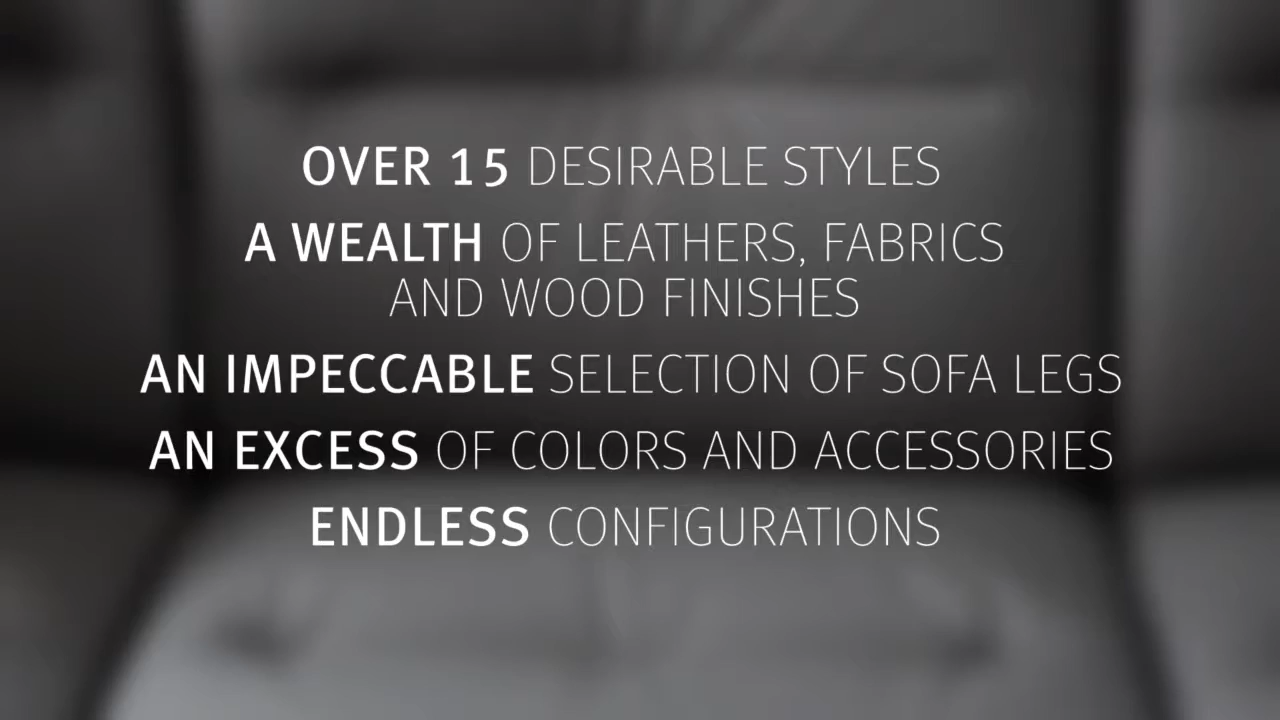 OVER 15 DESIRABLE STYLES
A WEALTH OF LEATHERS, FABRICS
AND WOOD FINISHES
AN IMPECCABLE SELECTION OF SOFA LEGS
AN EXCESS OF COLORS AND ACCESSORIES
ENDLESS CONFIGURATIONS